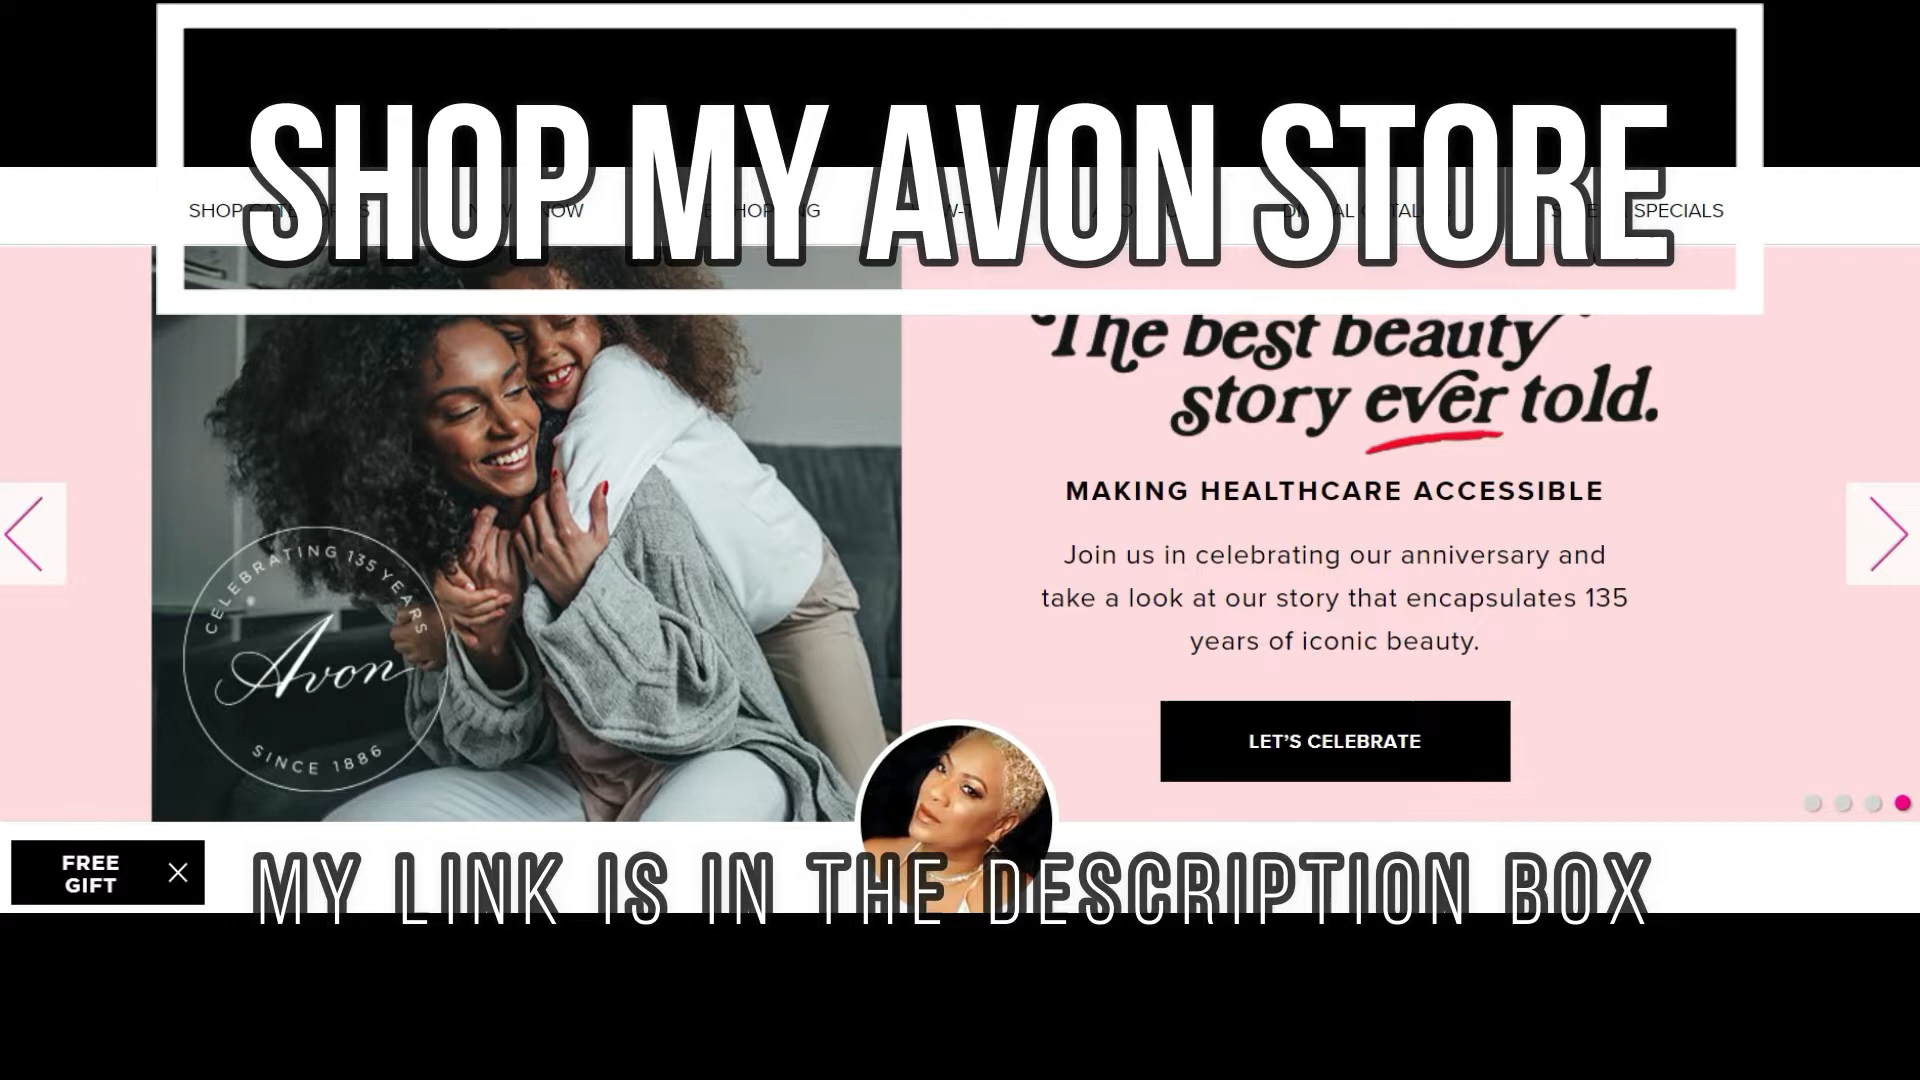 SHOP MY AVON STORE
SHOP
SPECIALS
The best beauty
story ever told.
MAKING HEALTHCARE ACCESSIBLE
Join us in celebrating our anniversary and
take a look at our story that encapsulates 135
years of iconic beauty.
LET'S CELEBRATE
CELEBRATING 135 YEARS
Avon
SINCE 1886
FREE
GIFT
MY LINK IS IN THE DESCRIPTION BOX